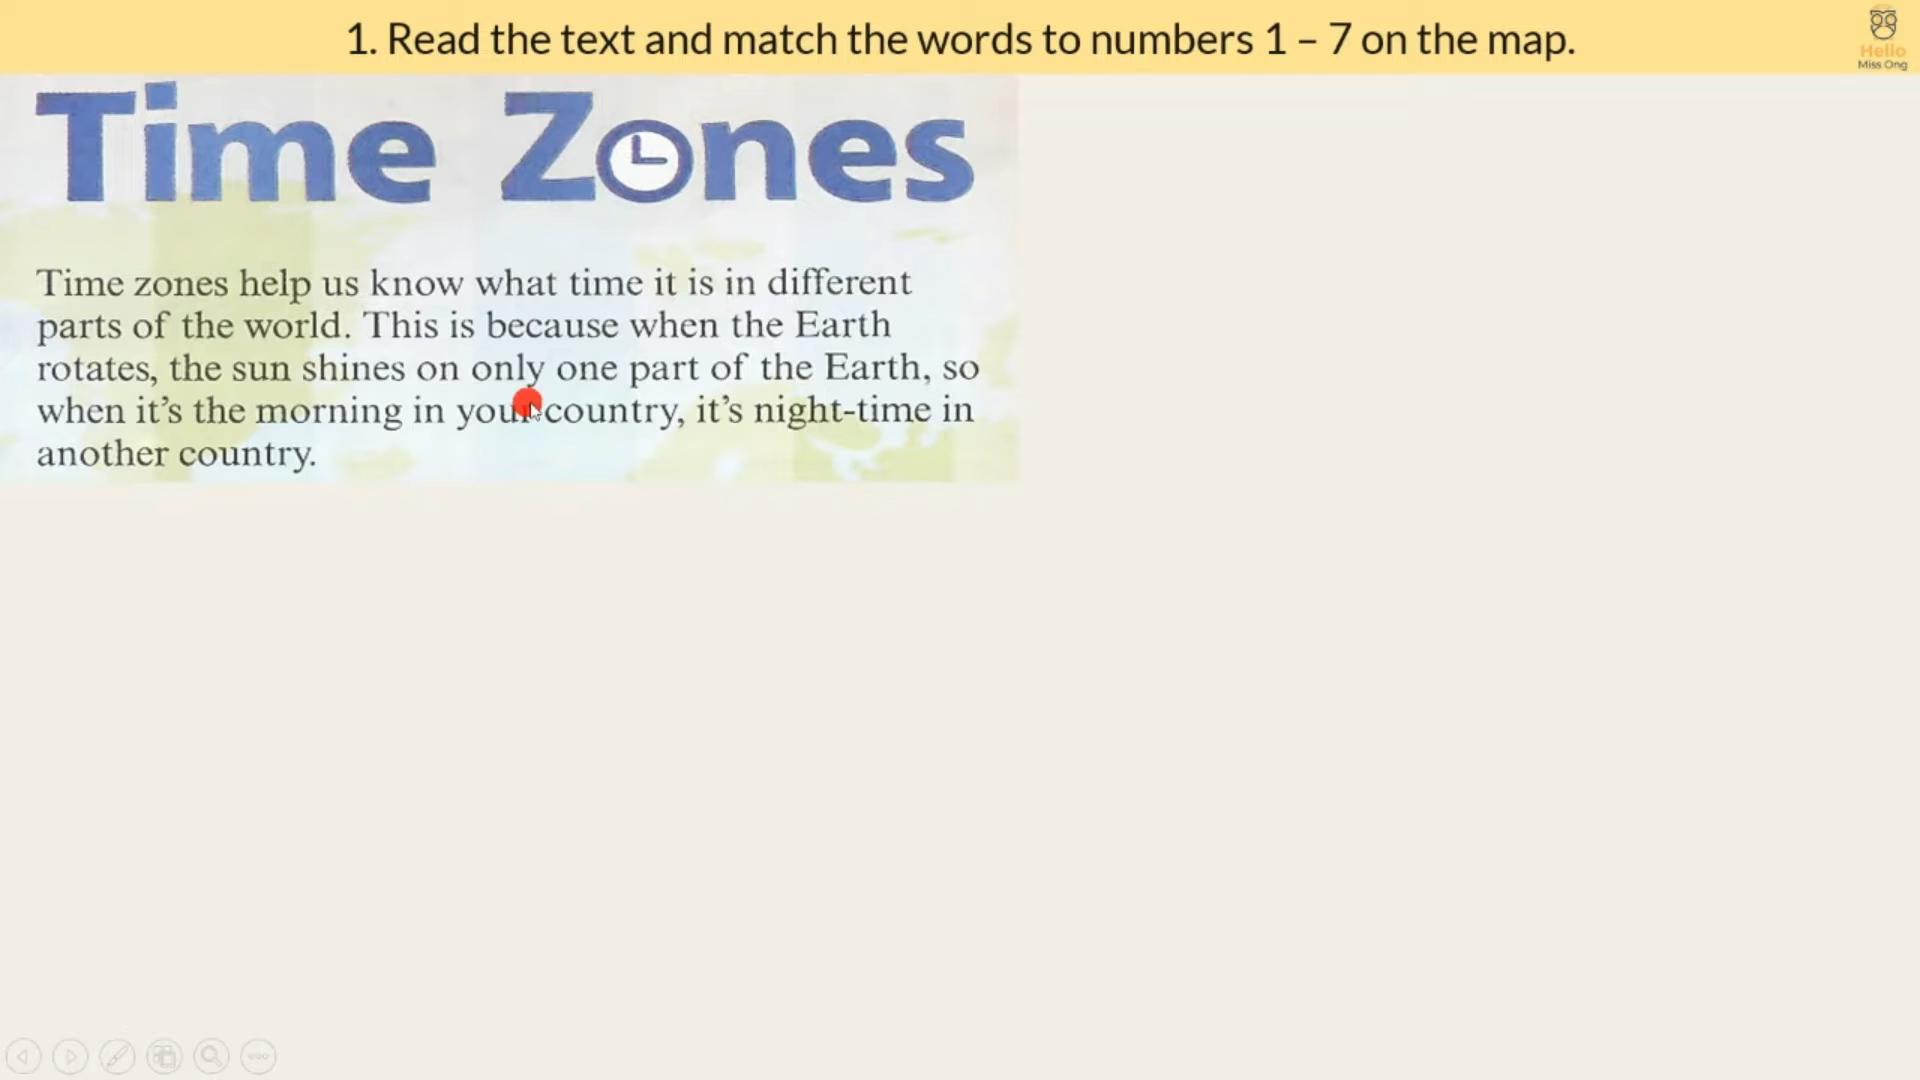 1. Read the text and match the words to numbers 1 – 7 on the map.
Hello
Miss Ong
Time Zones
Time zones help us know what time it is in different
parts of the world. This is because when the Earth
rotates, the sun shines on only one part of the Earth, so
when it’s the morning in your country, it’s night-time in
another country.